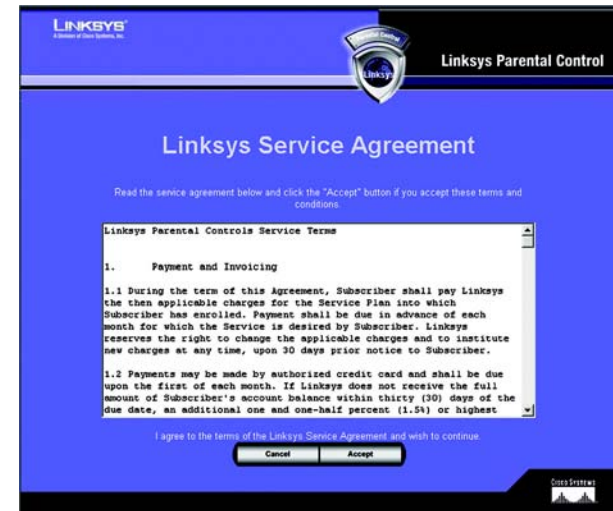 LINKSYS®
A Division of Cisco Systems, Inc.
Parental Control
Linksys
Linksys Parental Control
Linksys Service Agreement
Read the service agreement below and click the "Accept" button if you accept these terms and
conditions.
Linksys Parental Controls Service Terms
1. Payment and Invoicing
1.1 During the term of this Agreement, Subscriber shall pay Linksys
the then applicable charges for the Service Plan into which
Subscriber has enrolled. Payment shall be due in advance of each
month for which the Service is desired by Subscriber. Linksys
reserves the right to change the applicable charges and to institute
new charges at any time, upon 30 days prior notice to Subscriber.
1.2 Payments may be made by authorized credit card and shall be due
upon the first of each month. If Linksys does not receive the full
amount of Subscriber's account balance within thirty (30) days of the
due date, an additional one and one-half percent (1.5%) or highest
I agree to the terms of the Linksys Service Agreement and wish to continue.
Cancel Accept
CISCO SYSTEMS